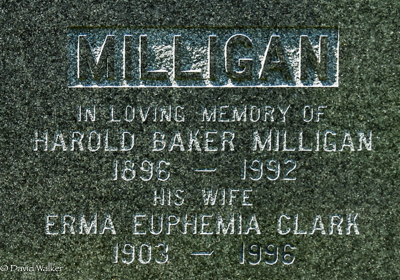 MILLIGAN
IN LOVING MEMORY OF
HAROLD BAKER MILLIGAN
1896 — 1992
HIS WIFE
ERMA EUPHEMIA CLARK
1903 — 1996
© David Walker